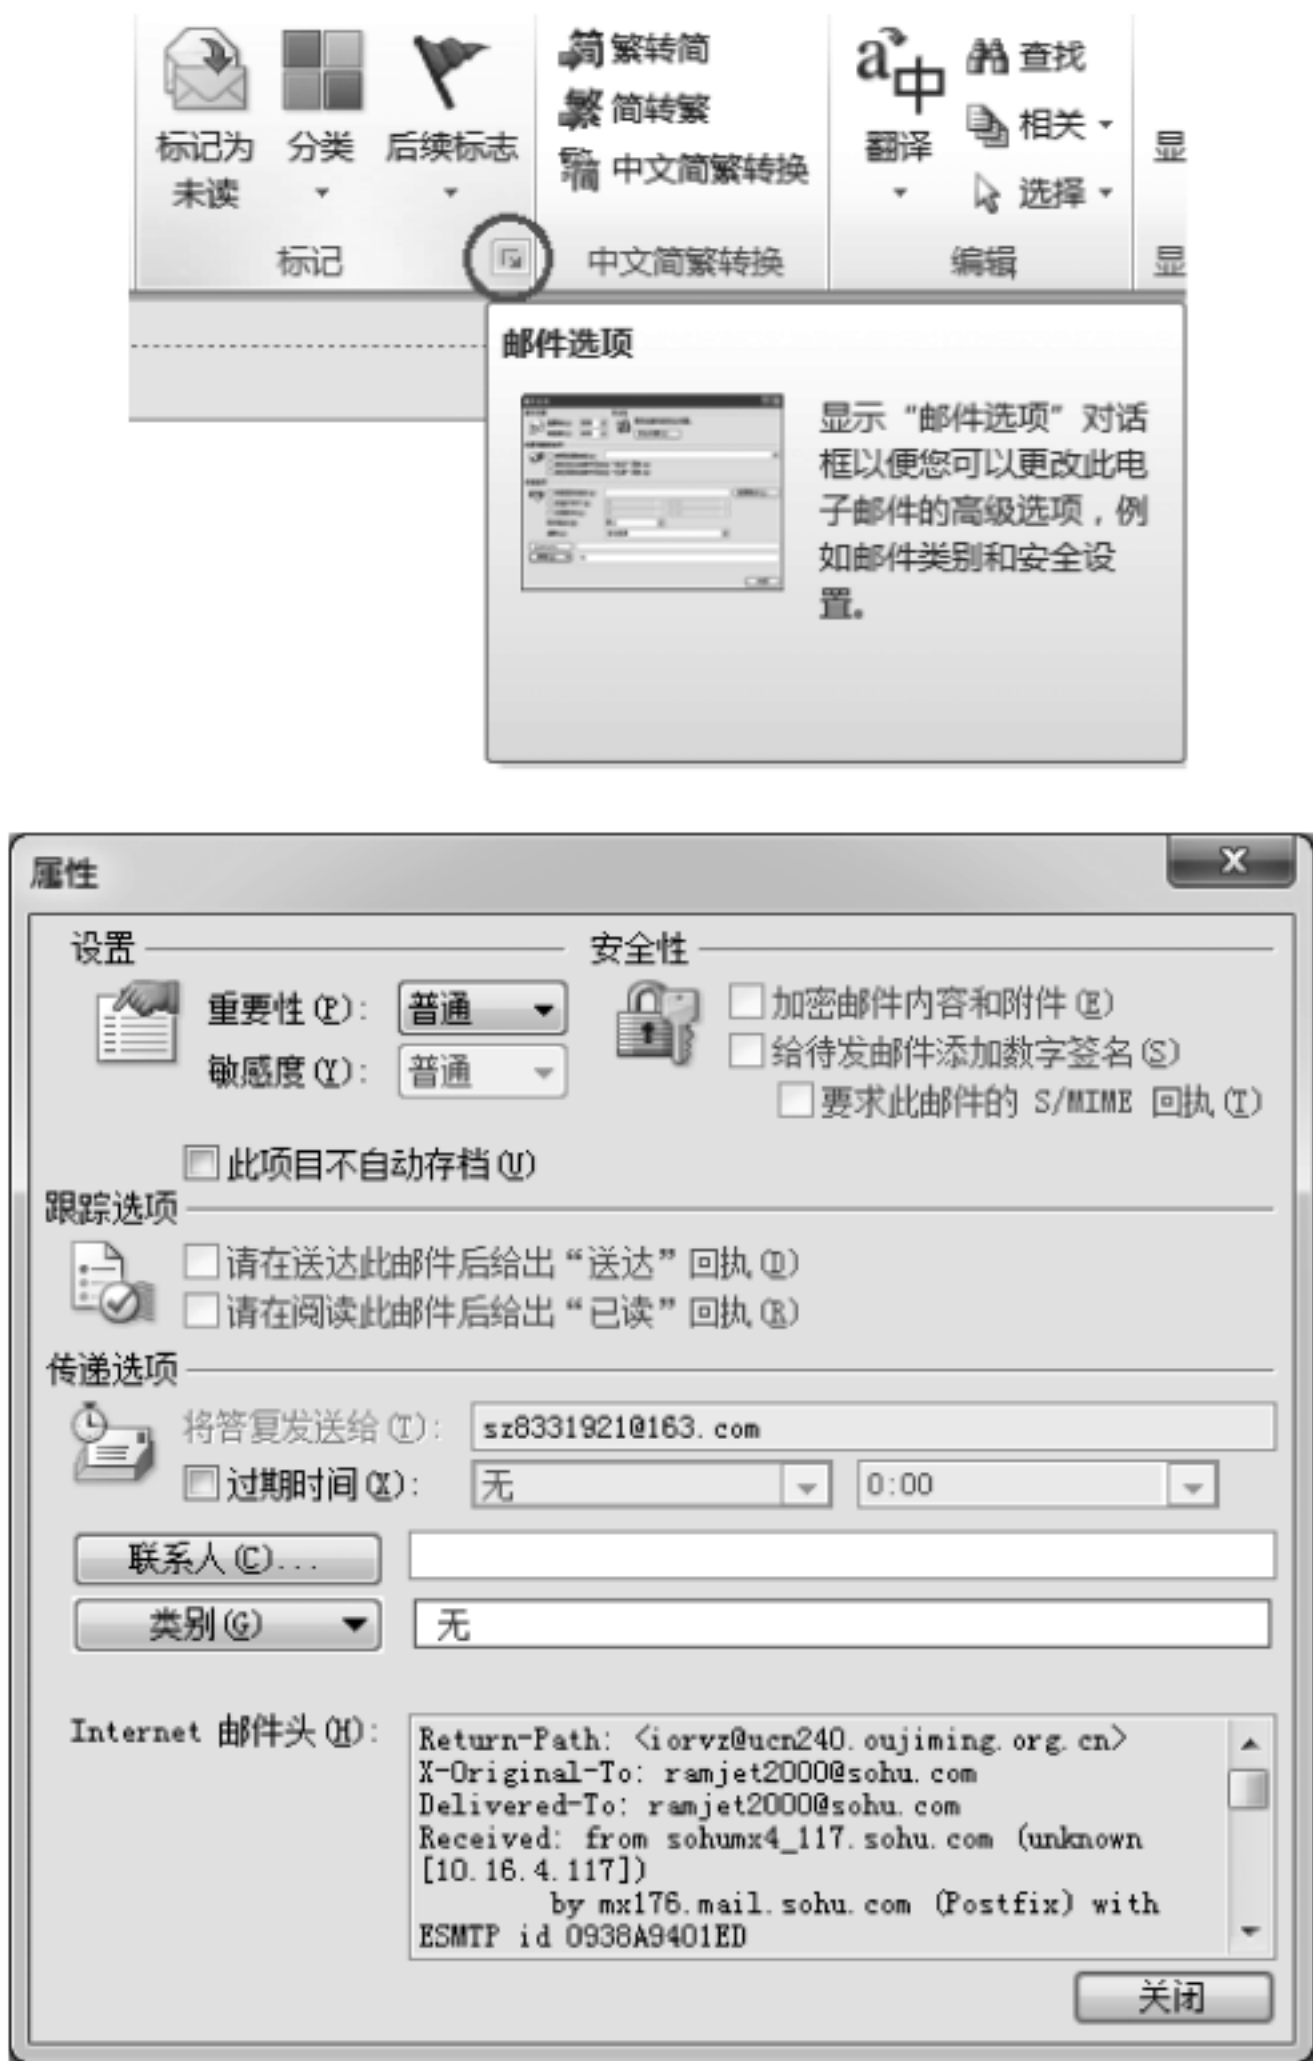 标记为
未读
分类
后续标志
标记
繁转简
简转繁
中文简繁转换
中文简繁转换
翻译
查找
相关
选择
编辑
显
显
邮件选项
显示“邮件选项”对话
框以便您可以更改此电
子邮件的高级选项，例
如邮件类别和安全设
置。
属性
设置
重要性(P): 普通
敏感度(Y): 普通
此项目不自动存档(U)
安全性
加密邮件内容和附件(E)
给待发邮件添加数字签名(S)
要求此邮件的 S/MIME 回执(T)
跟踪选项
请在送达此邮件后给出“送达”回执(D)
请在阅读此邮件后给出“已读”回执(R)
传递选项
将答复发送给(T): sz8331921@163.com
过期时间(X): 无 0:00
联系人(C)...
类别(G) 无
Internet 邮件头(H):
Return-Path: <iorvz@ucn240.oujiming.org.cn>
X-Original-To: ramjet2000@sohu.com
Delivered-To: ramjet2000@sohu.com
Received: from sohumx4_117.sohu.com (unknown
[10.16.4.117])
by mx176.mail.sohu.com (Postfix) with
ESMTP id 0938A9401ED
关闭